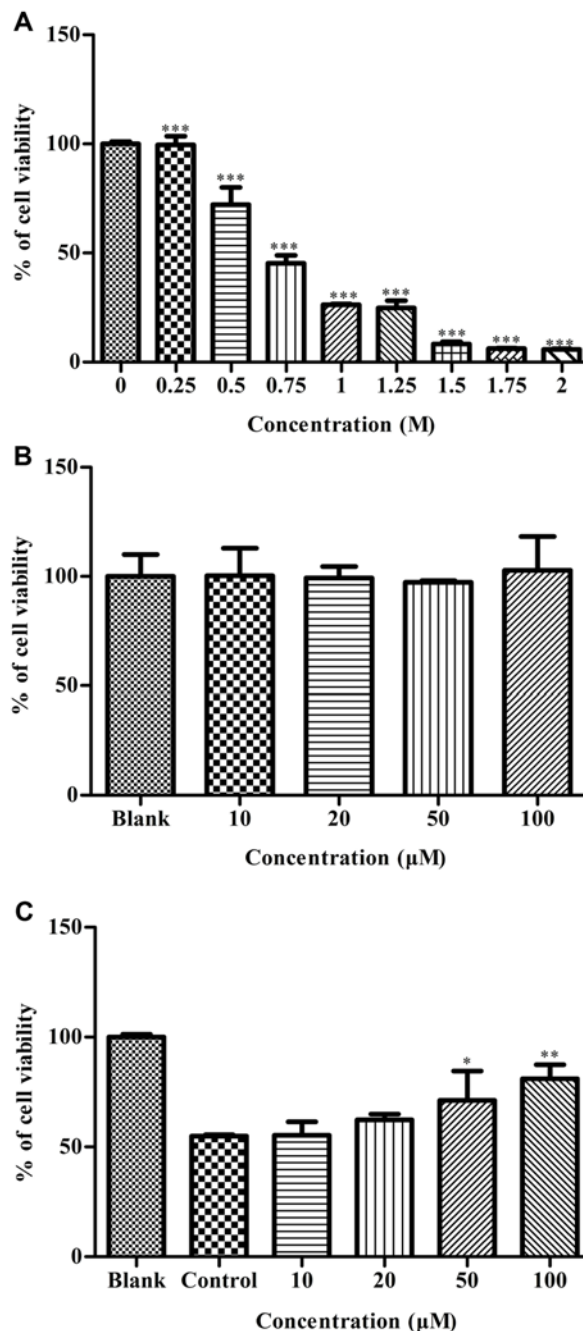 A
150
100
50
0
% of cell viability
***
***
***
***
***
***
***
***
0 0.25 0.5 0.75 1 1.25 1.5 1.75 2
Concentration (M)
B
150
100
50
0
% of cell viability
Blank 10 20 50 100
Concentration (μM)
C
150
100
50
0
% of cell viability
*
**
Blank Control 10 20 50 100
Concentration (μM)